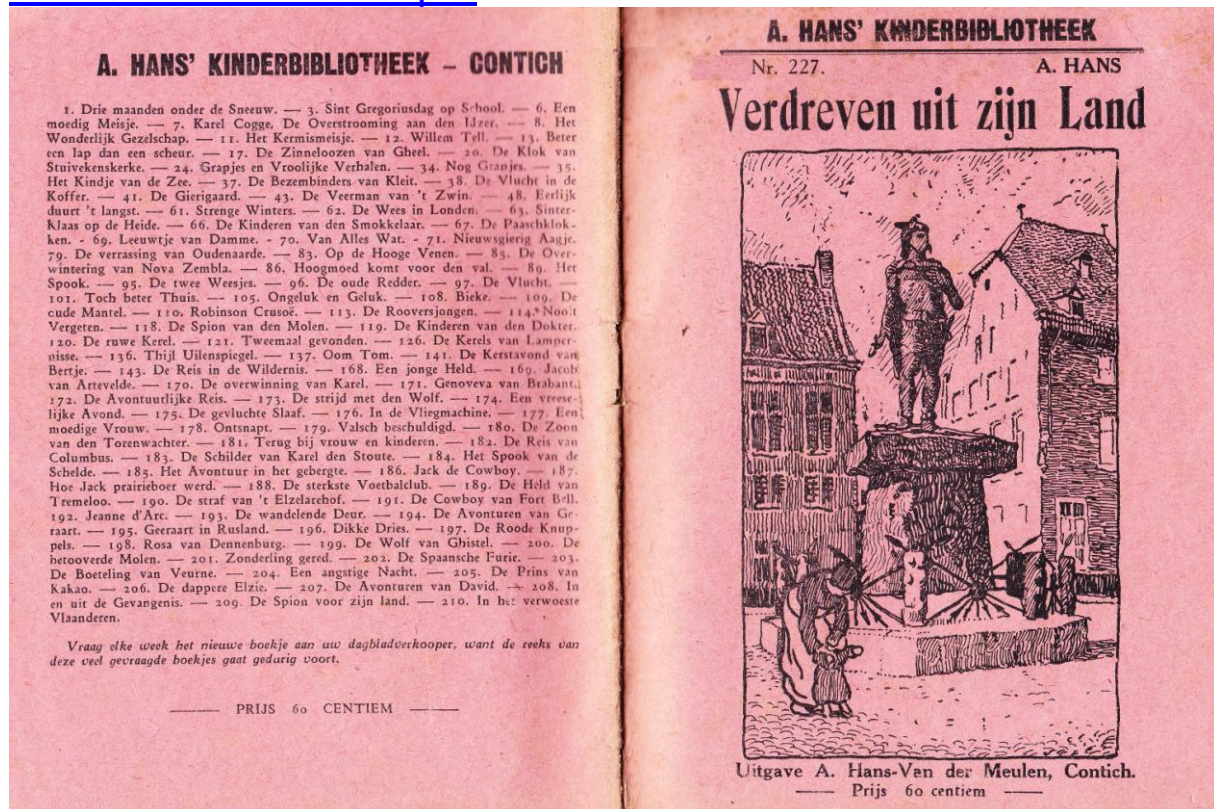 A. HANS' KINDERBIBLIOTHEEK – CONTICH
1. Drie maanden onder de Sneeuw. — 3. Sint Gregoriusdag op School. — 6. Een
moedig Meisje. — 7. Karel Cogge, De Overstrooming aan den IJzer. — 8. Het
Wonderlijk Gezelschap. — 11. Het Kermismeisje. — 12. Willem Tell. — 13. Beter
een lap dan een scheur. — 17. De Zinneloozen van Gheel. — 20. De Klok van
Stuivekenskerke. — 24. Grapjes en Vroolijke Verhalen. — 34. Nog Grapjes. — 35.
Het Kindje van de Zee. — 37. De Bezembinders van Kleit. — 38. De Vlucht in de
Koffer. — 41. De Gierigaard. — 43. De Veerman van 't Zwin. — 48. Eerlijk
duurt 't langst. — 61. Strenge Winters. — 62. De Wees in Londen. — 63. Sinter-
Klaas op de Heide. — 66. De Kinderen van den Smokkelaar. — 67. De Paaschklok-
ken. - 69. Leeuwtje van Damme. - 70. Van Alles Wat. - 71. Nieuwsgierig Aagje.
79. De verrassing van Oudenaarde. — 83. Op de Hooge Venen. — 85. De Over-
wintering van Nova Zembla. — 86. Hoogmoed komt voor den val. — 89. Het
Spook. — 95. De twee Weesjes. — 96. De oude Redder. — 97. De Vlucht. —
101. Toch beter Thuis. — 105. Ongeluk en Geluk. — 108. Bieke. — 109. De
oude Mantel. — 110. Robinson Crusoë. — 113. De Rooversjongen. — 114. Nooit
Vergeten. — 118. De Spion van den Molen. — 119. De Kinderen van den Dokter.
120. De ruwe Kerel. — 121. Tweemaal gevonden. — 126. De Kerels van Lamper-
nisse. — 136. Thijl Uilenspiegel. — 137. Oom Tom. — 141. De Kerstavond van
Bertje. — 143. De Reis in de Wildernis. — 168. Een jonge Held. — 169. Jacob
van Artevelde. — 170. De overwinning van Karel. — 171. Genoveva van Brabant.
172. De Avontuurlijke Reis. — 173. De strijd met den Wolf. — 174. Een vreese-
lijke Avond. — 175. De gevluchte Slaaf. — 176. In de Vliegmachine. — 177. Een
moedige Vrouw. — 178. Ontsnapt. — 179. Valsch beschuldigd. — 180. De Zoon
van den Torenwachter. — 181. Terug bij vrouw en kinderen. — 182. De Reis van
Columbus. — 183. De Schilder van Karel den Stoute. — 184. Het Spook van de
Schelde. — 185. Het Avontuur in het gebergte. — 186. Jack de Cowboy. — 187.
Hoe Jack prairieboer werd. — 188. De sterkste Voetbalclub. — 189. De Held van
Tremeloo. — 190. De straf van 't Elzelarehof. — 191. De Cowboy van Fort Bell.
192. Jeanne d'Arc. — 193. De wandelende Deur. — 194. De Avonturen van Ge-
raart. — 195. Geeraart in Rusland. — 196. Dikke Dries. — 197. De Roode Knup-
pels. — 198. Rosa van Dennenburg. — 199. De Wolf van Ghistel. — 200. De
betooverde Molen. — 201. Zonderling gered. — 202. De Spaansche Furie. — 203.
De Boeteling van Veurne. — 204. Een angstige Nacht. — 205. De Prins van
Kakao. — 206. De dappere Elzie. — 207. De Avonturen van David. — 208. In
en uit de Gevangenis. — 209. De Spion voor zijn land. — 210. In het verwoeste
Vlaanderen.
Vraag elke week het nieuwe boekje aan uw dagbladverkooper, want de reeks van
deze veel gevraagde boekjes gaat gedurig voort.
—— PRIJS 60 CENTIEM ——
A. HANS' KINDERBIBLIOTHEEK
Nr. 227. A. HANS
Verdreven uit zijn Land
Uitgave A. Hans-Van der Meulen, Contich.
—— Prijs 60 centiem ——